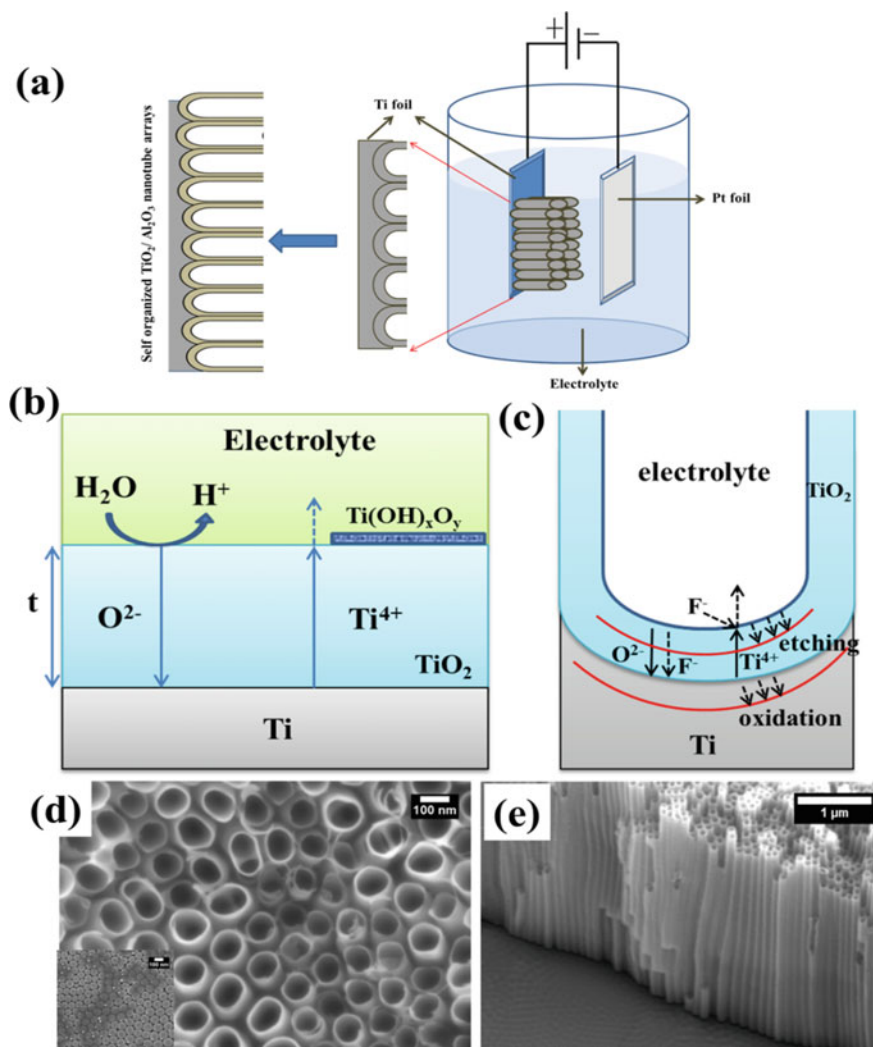 (a)
+ −
Ti foil
Pt foil
Electrolyte
Self organized TiO₂/ Al₂O₃ nanotube arrays
(b)
Electrolyte
H₂O
H⁺
Ti(OH)ₓOᵧ
t
O²⁻
Ti⁴⁺
TiO₂
Ti
(c)
electrolyte
TiO₂
F⁻
etching
O²⁻
F⁻
Ti⁴⁺
oxidation
Ti
(d)
100 nm
100 nm
(e)
1 µm